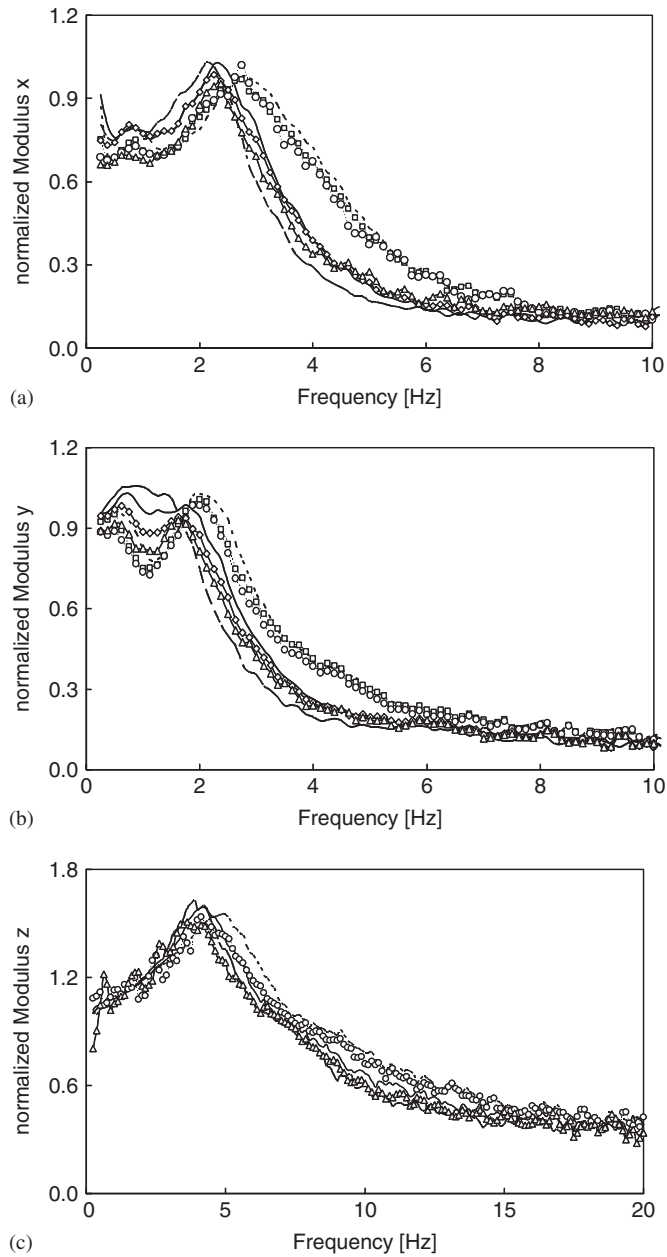 1.2
0.9
0.6
0.3
0.0
normalized Modulus x
0 2 4 6 8 10
(a)
Frequency [Hz]
1.2
0.9
0.6
0.3
0.0
normalized Modulus y
0 2 4 6 8 10
(b)
Frequency [Hz]
1.8
1.2
0.6
0.0
normalized Modulus z
0 5 10 15 20
(c)
Frequency [Hz]